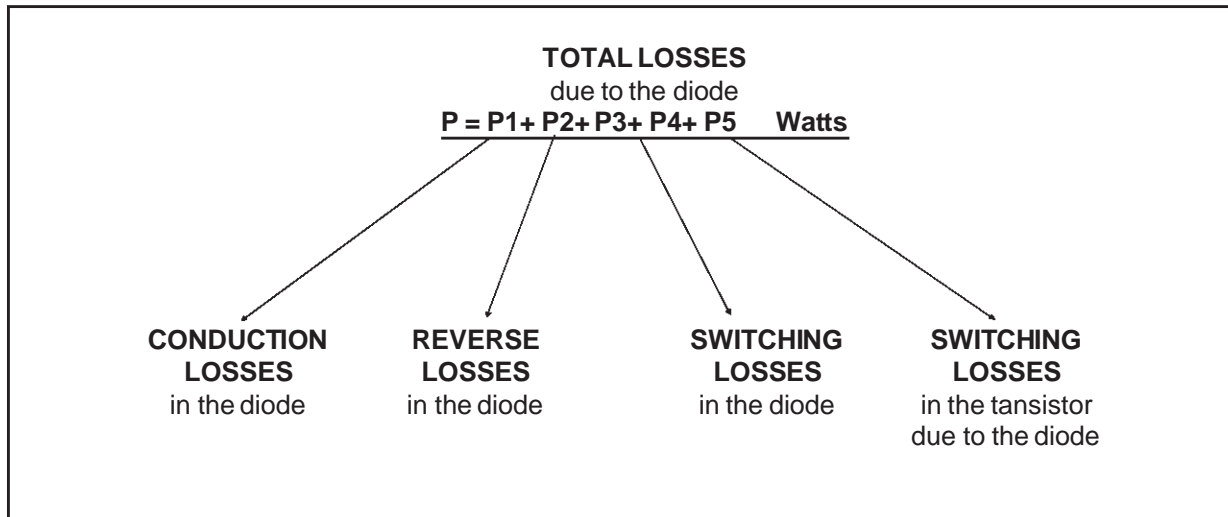 TOTAL LOSSES
due to the diode
P = P1+ P2+ P3+ P4+ P5 Watts
CONDUCTION
LOSSES
in the diode
REVERSE
LOSSES
in the diode
SWITCHING
LOSSES
in the diode
SWITCHING
LOSSES
in the tansistor
due to the diode